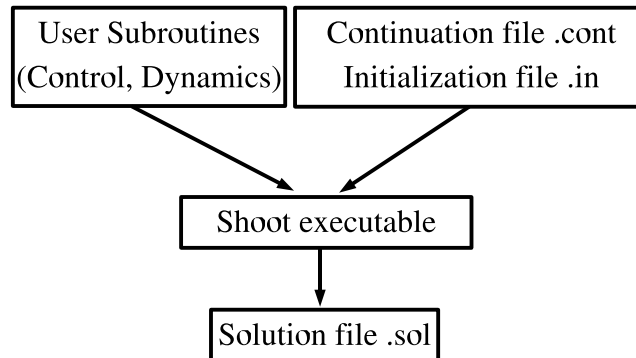 User Subroutines
(Control, Dynamics)
Continuation file .cont
Initialization file .in
Shoot executable
Solution file .sol